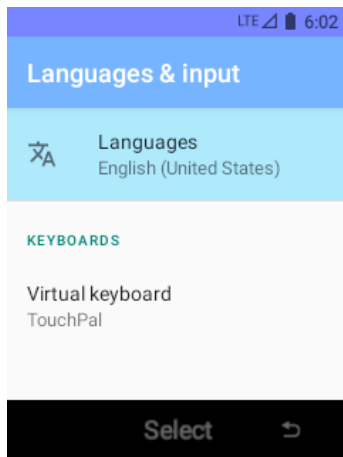 LTE 6:02
Languages & input
Languages
English (United States)
KEYBOARDS
Virtual keyboard
TouchPal
Select